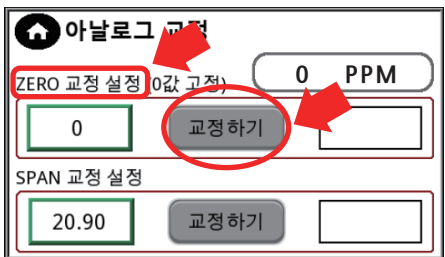 아날로그 교정
ZERO 교정 설정 (0값 고정)
0 PPM
0 교정하기
SPAN 교정 설정
20.90 교정하기